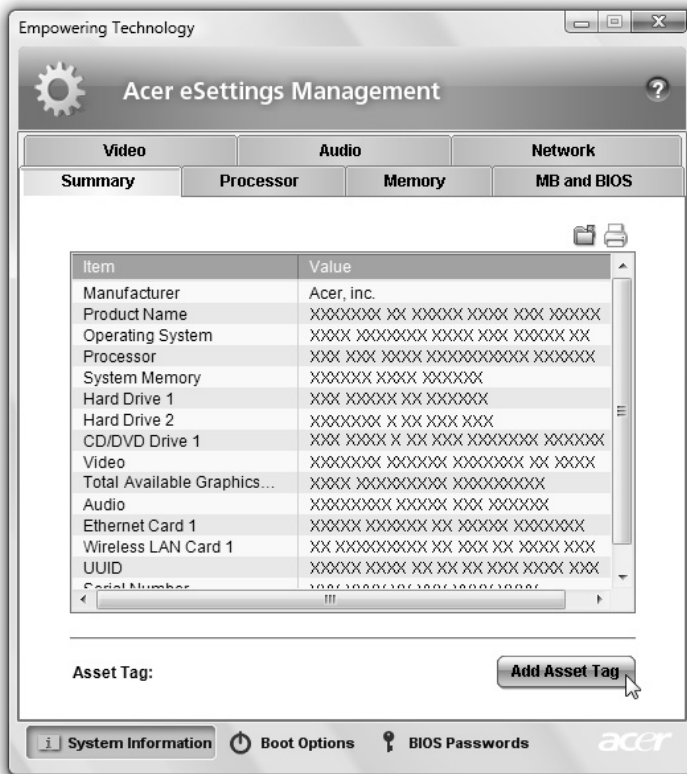 Empowering Technology
Acer eSettings Management
?
Video Audio Network
Summary Processor Memory MB and BIOS
Item Value
Manufacturer Acer, inc.
Product Name XXXXXXX XX XXXXX XXXX XXX XXXXX
Operating System XXXX XXXXXXX XXXX XXX XXXXX XX
Processor XXX XXX XXXX XXXXXXXXXX XXXXXX
System Memory XXXXXX XXXX XXXXXX
Hard Drive 1 XXX XXXXX XX XXXXXX
Hard Drive 2 XXXXXXX X XX XXX XXX
CD/DVD Drive 1 XXX XXXX X XX XXX XXXXXXX XXXXXX
Video XXXXXXX XXXXXX XXXXXXX XX XXXX
Total Available Graphics... XXXX XXXXXXXXXX XXXXXXXXX
Audio XXXXXXXX XXXXX XXX XXXXXX
Ethernet Card 1 XXXXX XXXXXX XX XXXXX XXXXXXX
Wireless LAN Card 1 XX XXXXXXXXX XX XXX XX XXXX XXX
UUID XXXXX XXXX XX XX XX XXX XXXX XXX
Serial Number
Asset Tag: Add Asset Tag
i System Information Boot Options BIOS Passwords acer